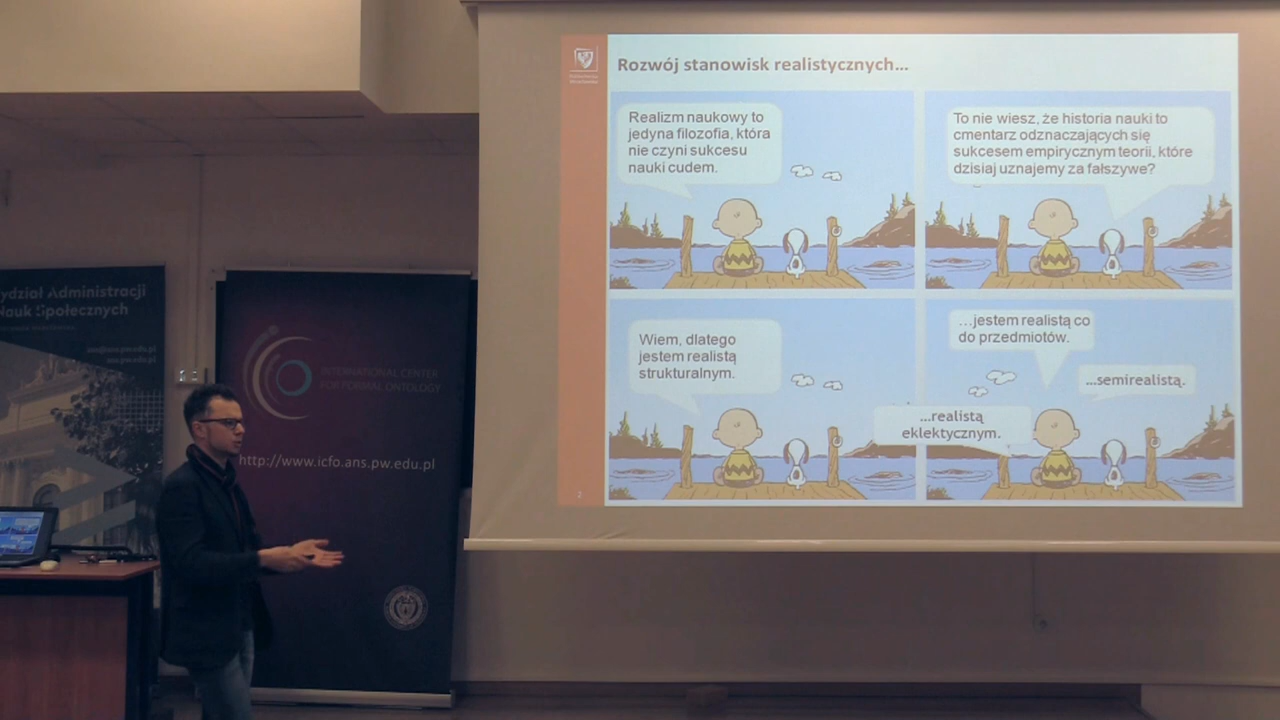 Rozwój stanowisk realistycznych...
Realizm naukowy to
jedyna filozofia, która
nie czyni sukcesu
nauki cudem.
To nie wiesz, że historia nauki to
cmentarz odznaczających się
sukcesem empirycznym teorii, które
dzisiaj uznajemy za fałszywe?
Wiem, dlatego
jestem realistą
strukturalnym.
...jestem realistą co
do przedmiotów.
...semirealistą.
...realistą
eklektycznym.
2
ydział Administracji
Nauk Społecznych
INTERNATIONAL CENTER
FOR FORMAL ONTOLOGY
http://www.icfo.ans.pw.edu.pl